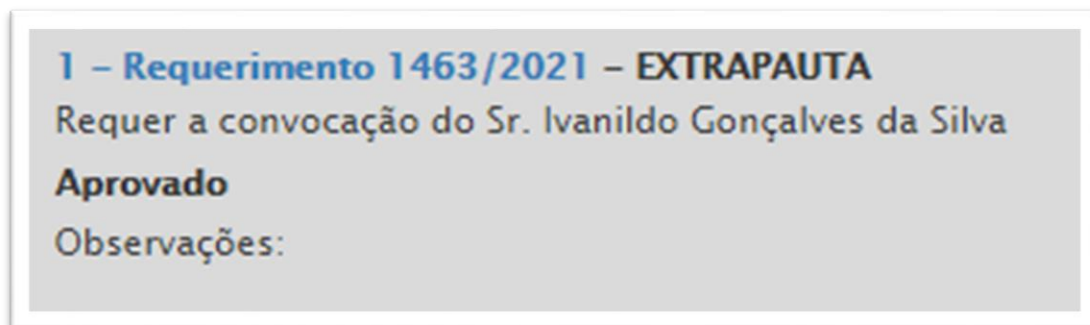 1 – Requerimento 1463/2021 – EXTRAPAUTA
Requer a convocação do Sr. Ivanildo Gonçalves da Silva
Aprovado
Observações: